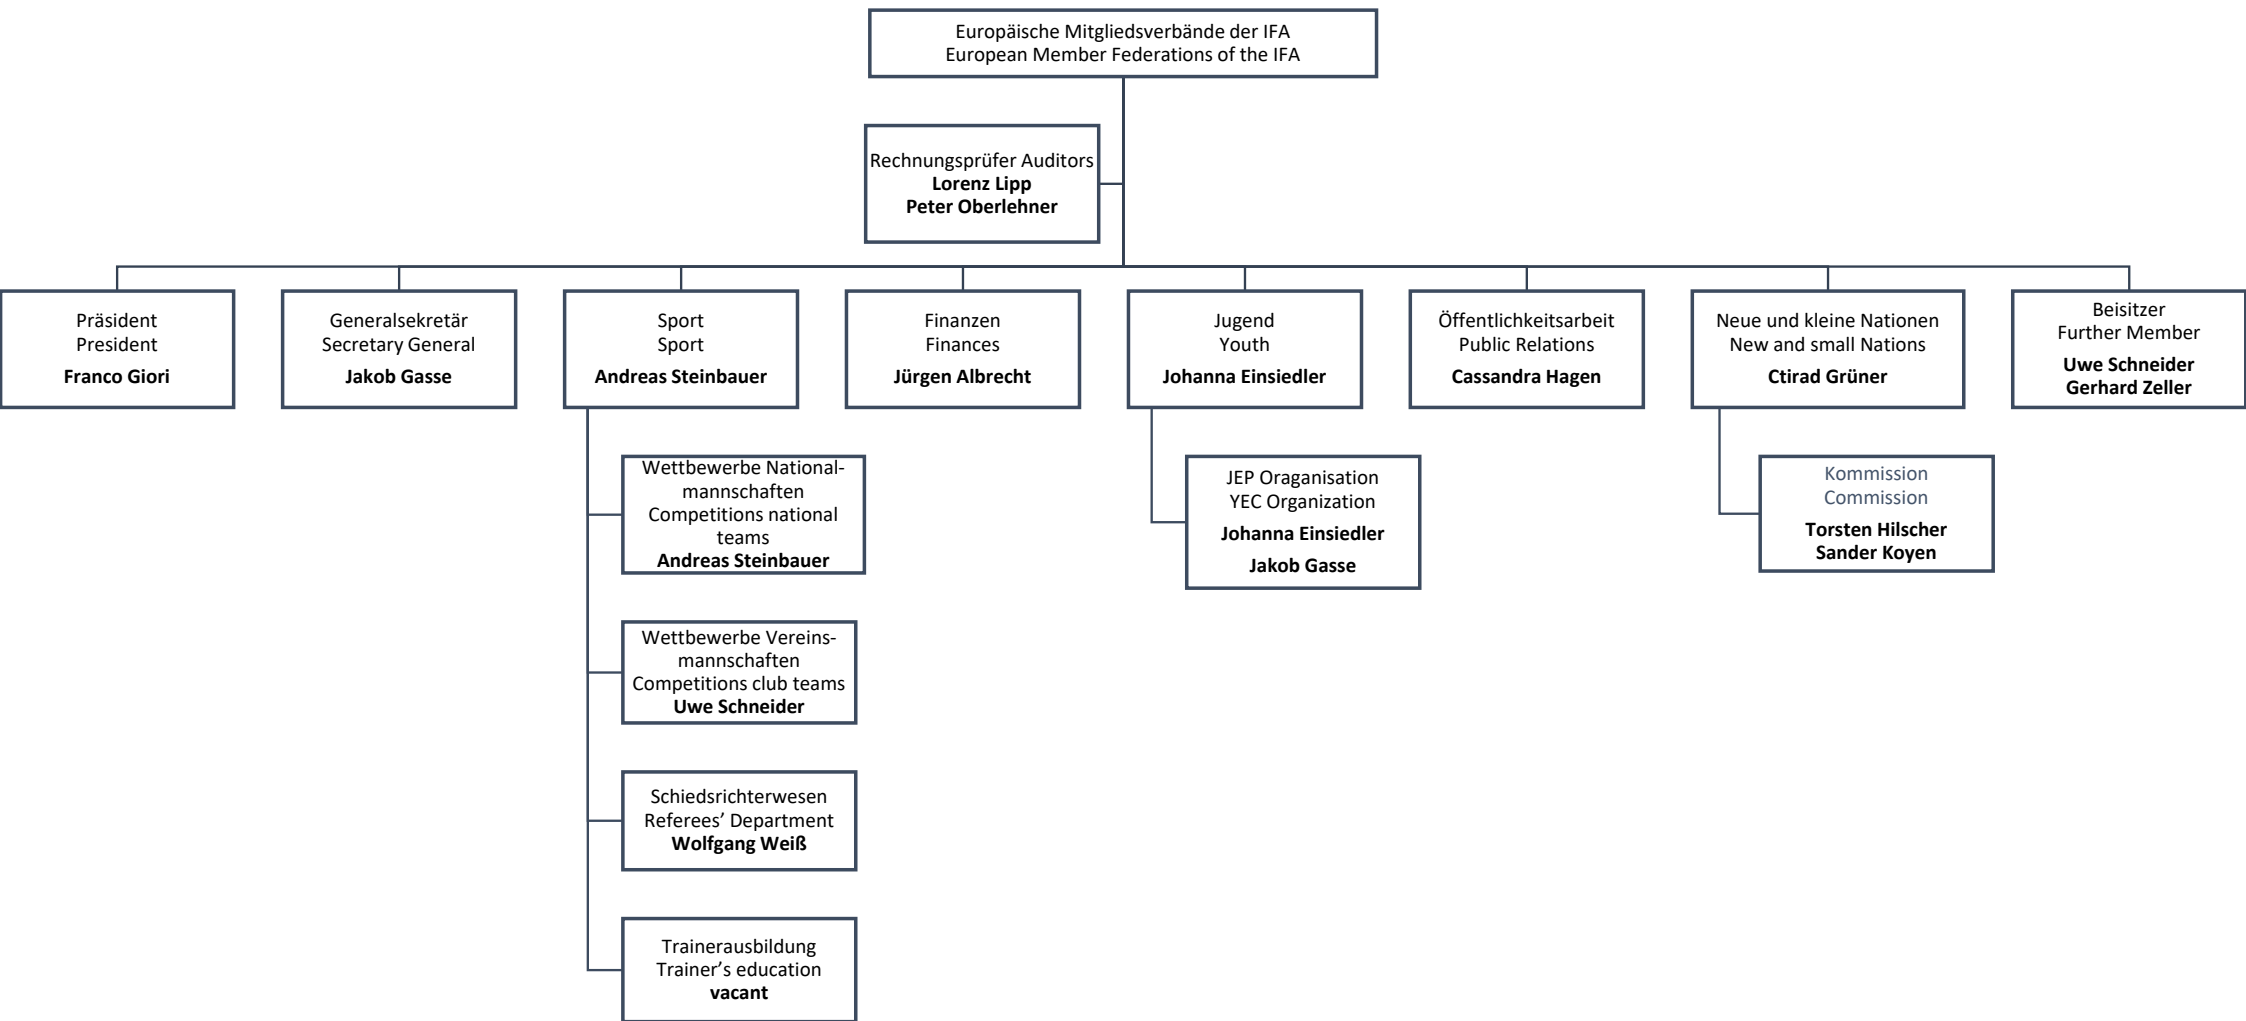 Europäische Mitgliedsverbände der IFA
European Member Federations of the IFA
Rechnungsprüfer Auditors
Lorenz Lipp
Peter Oberlehner
Präsident
President
Franco Giori
Generalsekretär
Secretary General
Jakob Gasse
Sport
Sport
Andreas Steinbauer
Finanzen
Finances
Jürgen Albrecht
Jugend
Youth
Johanna Einsiedler
Öffentlichkeitsarbeit
Public Relations
Cassandra Hagen
Neue und kleine Nationen
New and small Nations
Ctirad Grüner
Beisitzer
Further Member
Uwe Schneider
Gerhard Zeller
Wettbewerbe National-
mannschaften
Competitions national
teams
Andreas Steinbauer
Wettbewerbe Vereins-
mannschaften
Competitions club teams
Uwe Schneider
Schiedsrichterwesen
Referees’ Department
Wolfgang Weiß
Trainerausbildung
Trainer’s education
vacant
JEP Oraganisation
YEC Organization
Johanna Einsiedler
Jakob Gasse
Kommission
Commission
Torsten Hilscher
Sander Koyen